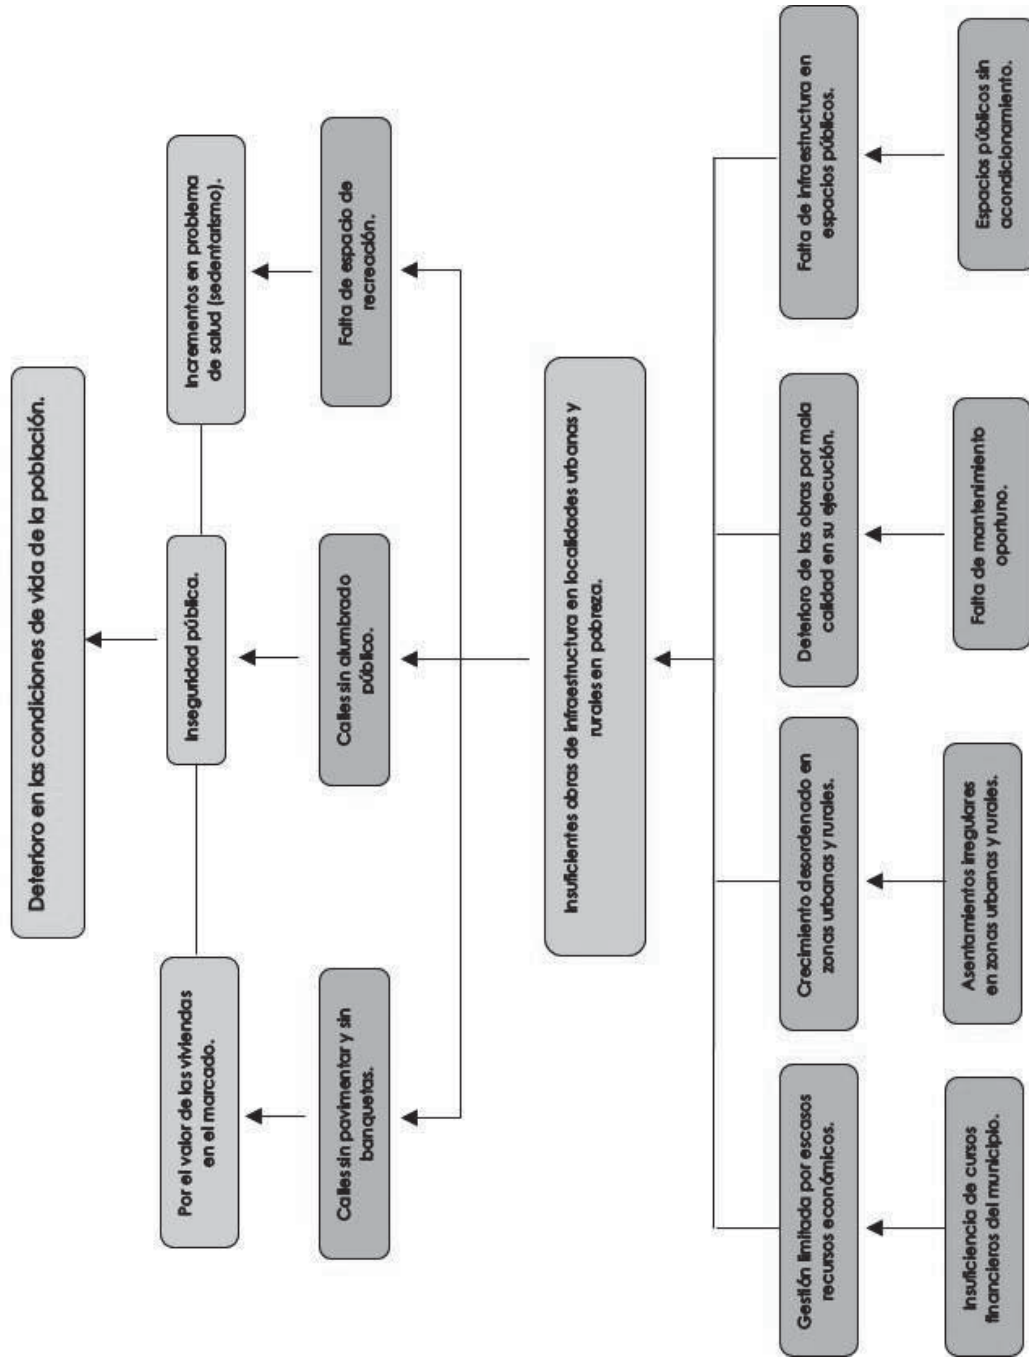 Deterioro en las condiciones de vida de la población.
Por el valor de las viviendas
en el marcado.
Inseguridad pública.
Incrementos en problema
de salud (sedentarismo).
Calles sin pavimentar y sin
banquetas.
Calles sin alumbrado
público.
Falta de espacio de
recreación.
Insuficientes obras de infraestructura en localidades urbanas y
rurales en pobreza.
Gestión limitada por escasos
recursos económicos.
Crecimiento desordenado en
zonas urbanas y rurales.
Deterioro de las obras por mala
calidad en su ejecución.
Falta de infraestructura en
espacios públicos.
Insuficiencia de cursos
financieros del municipio.
Asentamientos irregulares
en zonas urbanas y rurales.
Falta de mantenimiento
oportuno.
Espacios públicos sin
acondicionamiento.